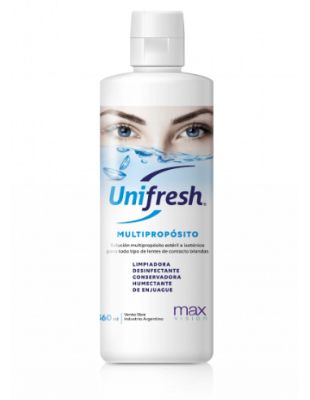 Unifresh®
MULTIPROPÓSITO
Solución multipropósito estéril e isotónica
para todo tipo de lentes de contacto blandas
LIMPIADORA
DESINFECTANTE
CONSERVADORA
HUMECTANTE
DE ENJUAGUE
Venta libre
Industria Argentina
max
VISION